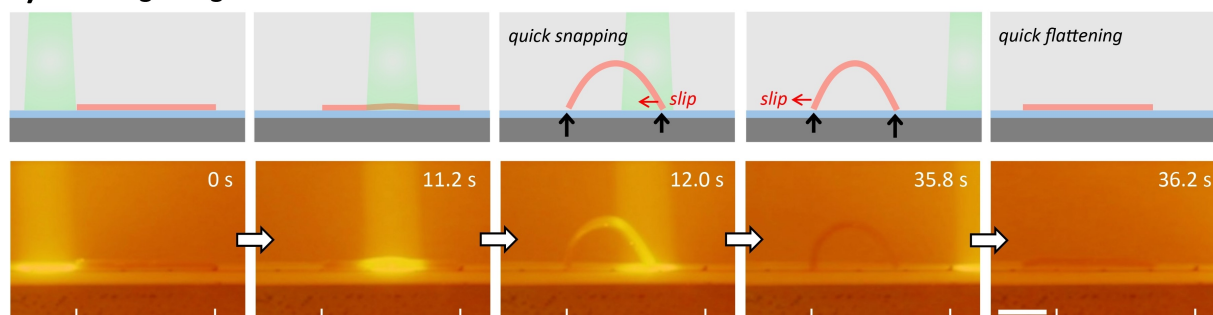 quick snapping
quick flattening
slip
slip
0 s
11.2 s
12.0 s
35.8 s
36.2 s